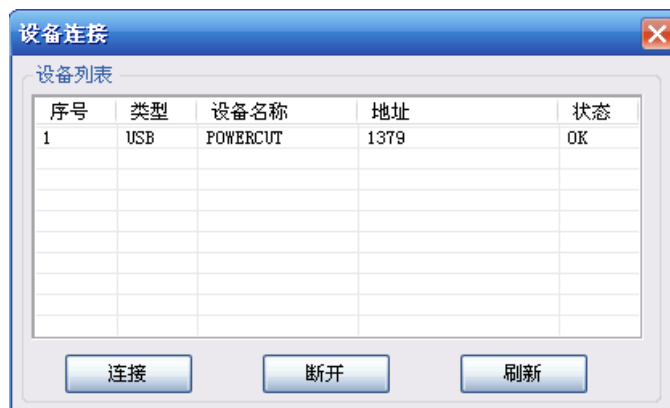 设备连接
设备列表
序号 类型 设备名称 地址 状态
1 USB POWERCUT 1379 OK
连接 断开 刷新